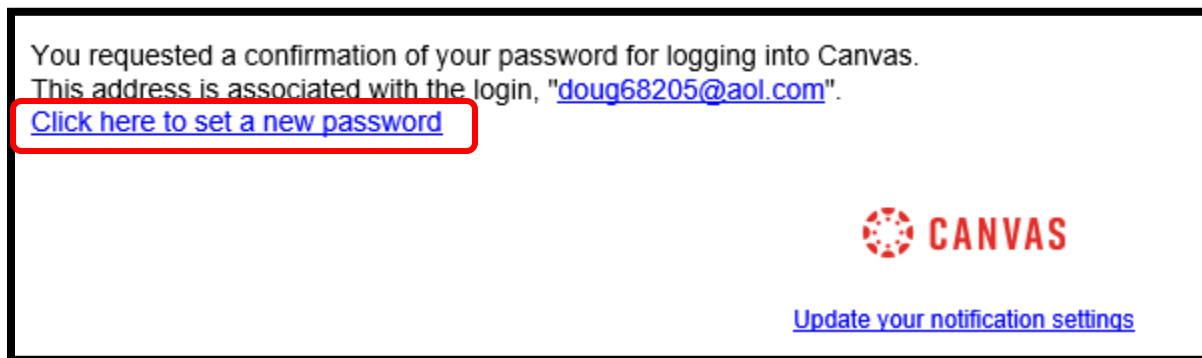 You requested a confirmation of your password for logging into Canvas.
This address is associated with the login, "doug68205@aol.com".
Click here to set a new password
CANVAS
Update your notification settings